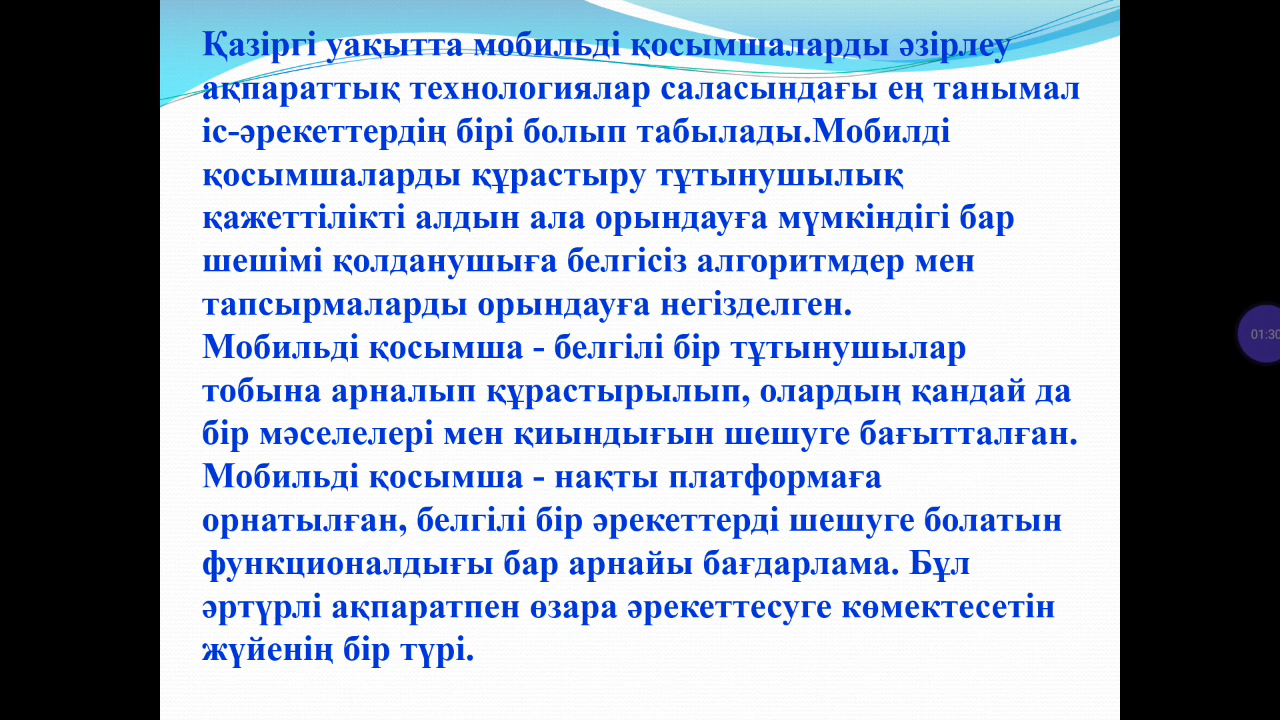 Қазіргі уақытта мобильді қосымшаларды әзірлеу
ақпараттық технологиялар саласындағы ең танымал
іс-әрекеттердің бірі болып табылады.Мобилді
қосымшаларды құрастыру тұтынушылық
қажеттілікті алдын ала орындауға мүмкіндігі бар
шешімі қолданушыға белгісіз алгоритмдер мен
тапсырмаларды орындауға негізделген.
Мобильді қосымша - белгілі бір тұтынушылар
тобына арналып құрастырылып, олардың қандай да
бір мәселелері мен қиындығын шешуге бағытталған.
Мобильді қосымша - нақты платформаға
орнатылған, белгілі бір әрекеттерді шешуге болатын
функционалдығы бар арнайы бағдарлама. Бұл
әртүрлі ақпаратпен өзара әрекеттесуге көмектесетін
жүйенің бір түрі.
01:30